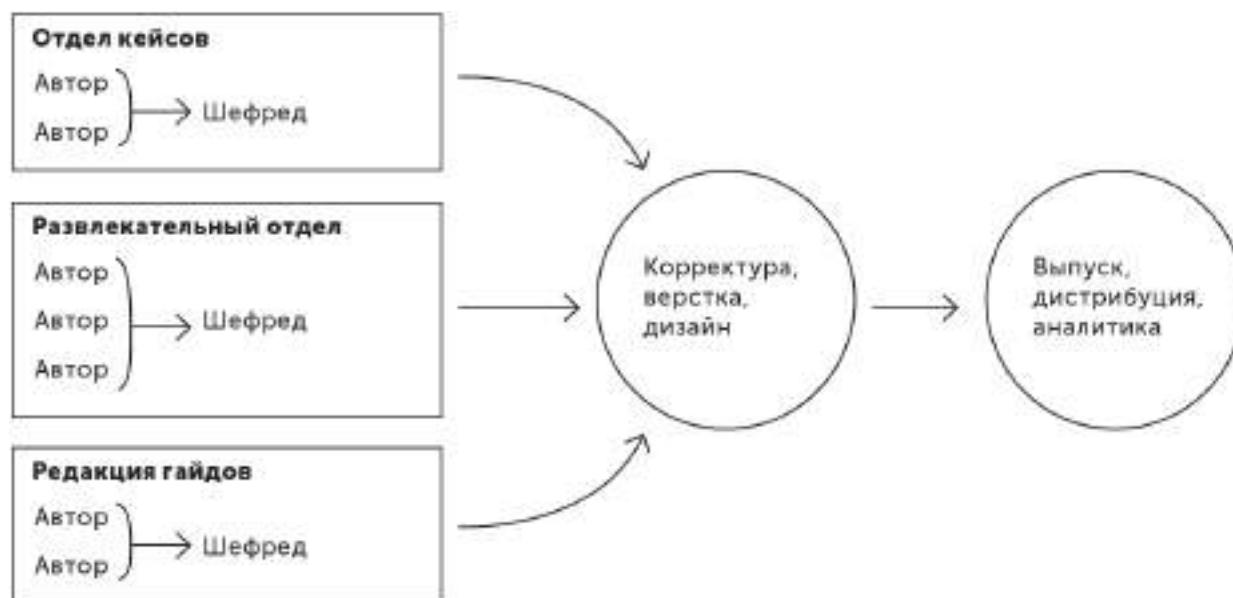 Отдел кейсов
Автор
Автор
Шефред
Развлекательный отдел
Автор
Автор
Автор
Шефред
Редакция гайдов
Автор
Автор
Шефред
Корректура,
верстка,
дизайн
Выпуск,
дистрибуция,
аналитика